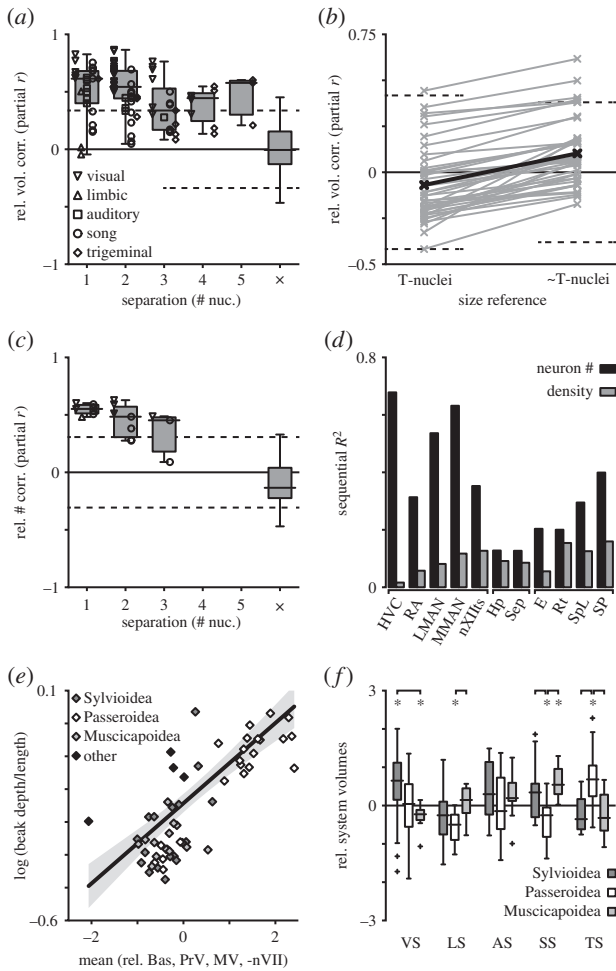 (a)
rel. vol. corr. (partial r)
1
0
−1
visual
limbic
auditory
song
trigeminal
1 2 3 4 5 ×
separation (# nuc.)
(b)
rel. vol. corr. (partial r)
0.75
0
−0.5
T-nuclei ~T-nuclei
size reference
(c)
rel. # corr. (partial r)
1
0
−1
1 2 3 4 5 ×
separation (# nuc.)
(d)
sequential R²
0.8
0
neuron #
density
HVC RA LMAN MMAN nXIIts Hp Sep E Rt SpL SP
(e)
log(beak depth/length)
0.1
−0.6
Sylvioidea
Passeroidea
Muscicapoidea
other
−2 0 2
mean (rel. Bas, PrV, MV, -nVII)
(f)
rel. system volumes
3
0
−3
* * * * * *
Sylvioidea
Passeroidea
Muscicapoidea
VS LS AS SS TS